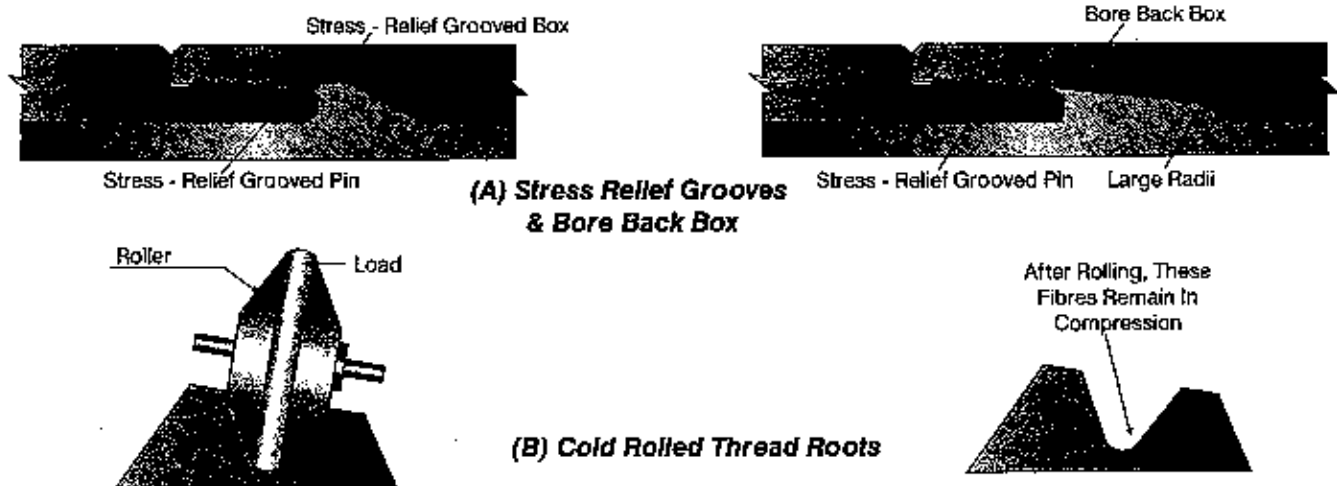 Stress - Relief Grooved Box
Bore Back Box
Stress - Relief Grooved Pin
Stress - Relief Grooved Pin
Large Radii
(A) Stress Relief Grooves
& Bore Back Box
Roller
Load
After Rolling, These
Fibres Remain In
Compression
(B) Cold Rolled Thread Roots